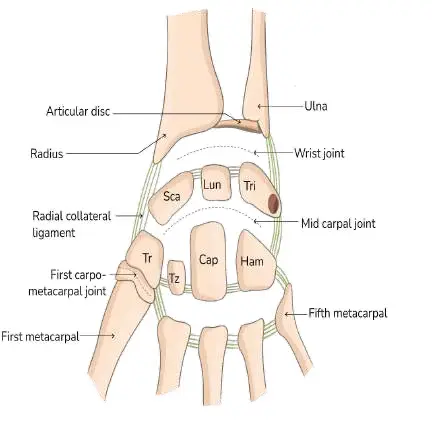 Articular disc
Ulna
Radius
Wrist joint
Sca
Lun
Tri
Radial collateral
ligament
Mid carpal joint
Tr
Tz
Cap
Ham
First carpo-
metacarpal joint
Fifth metacarpal
First metacarpal